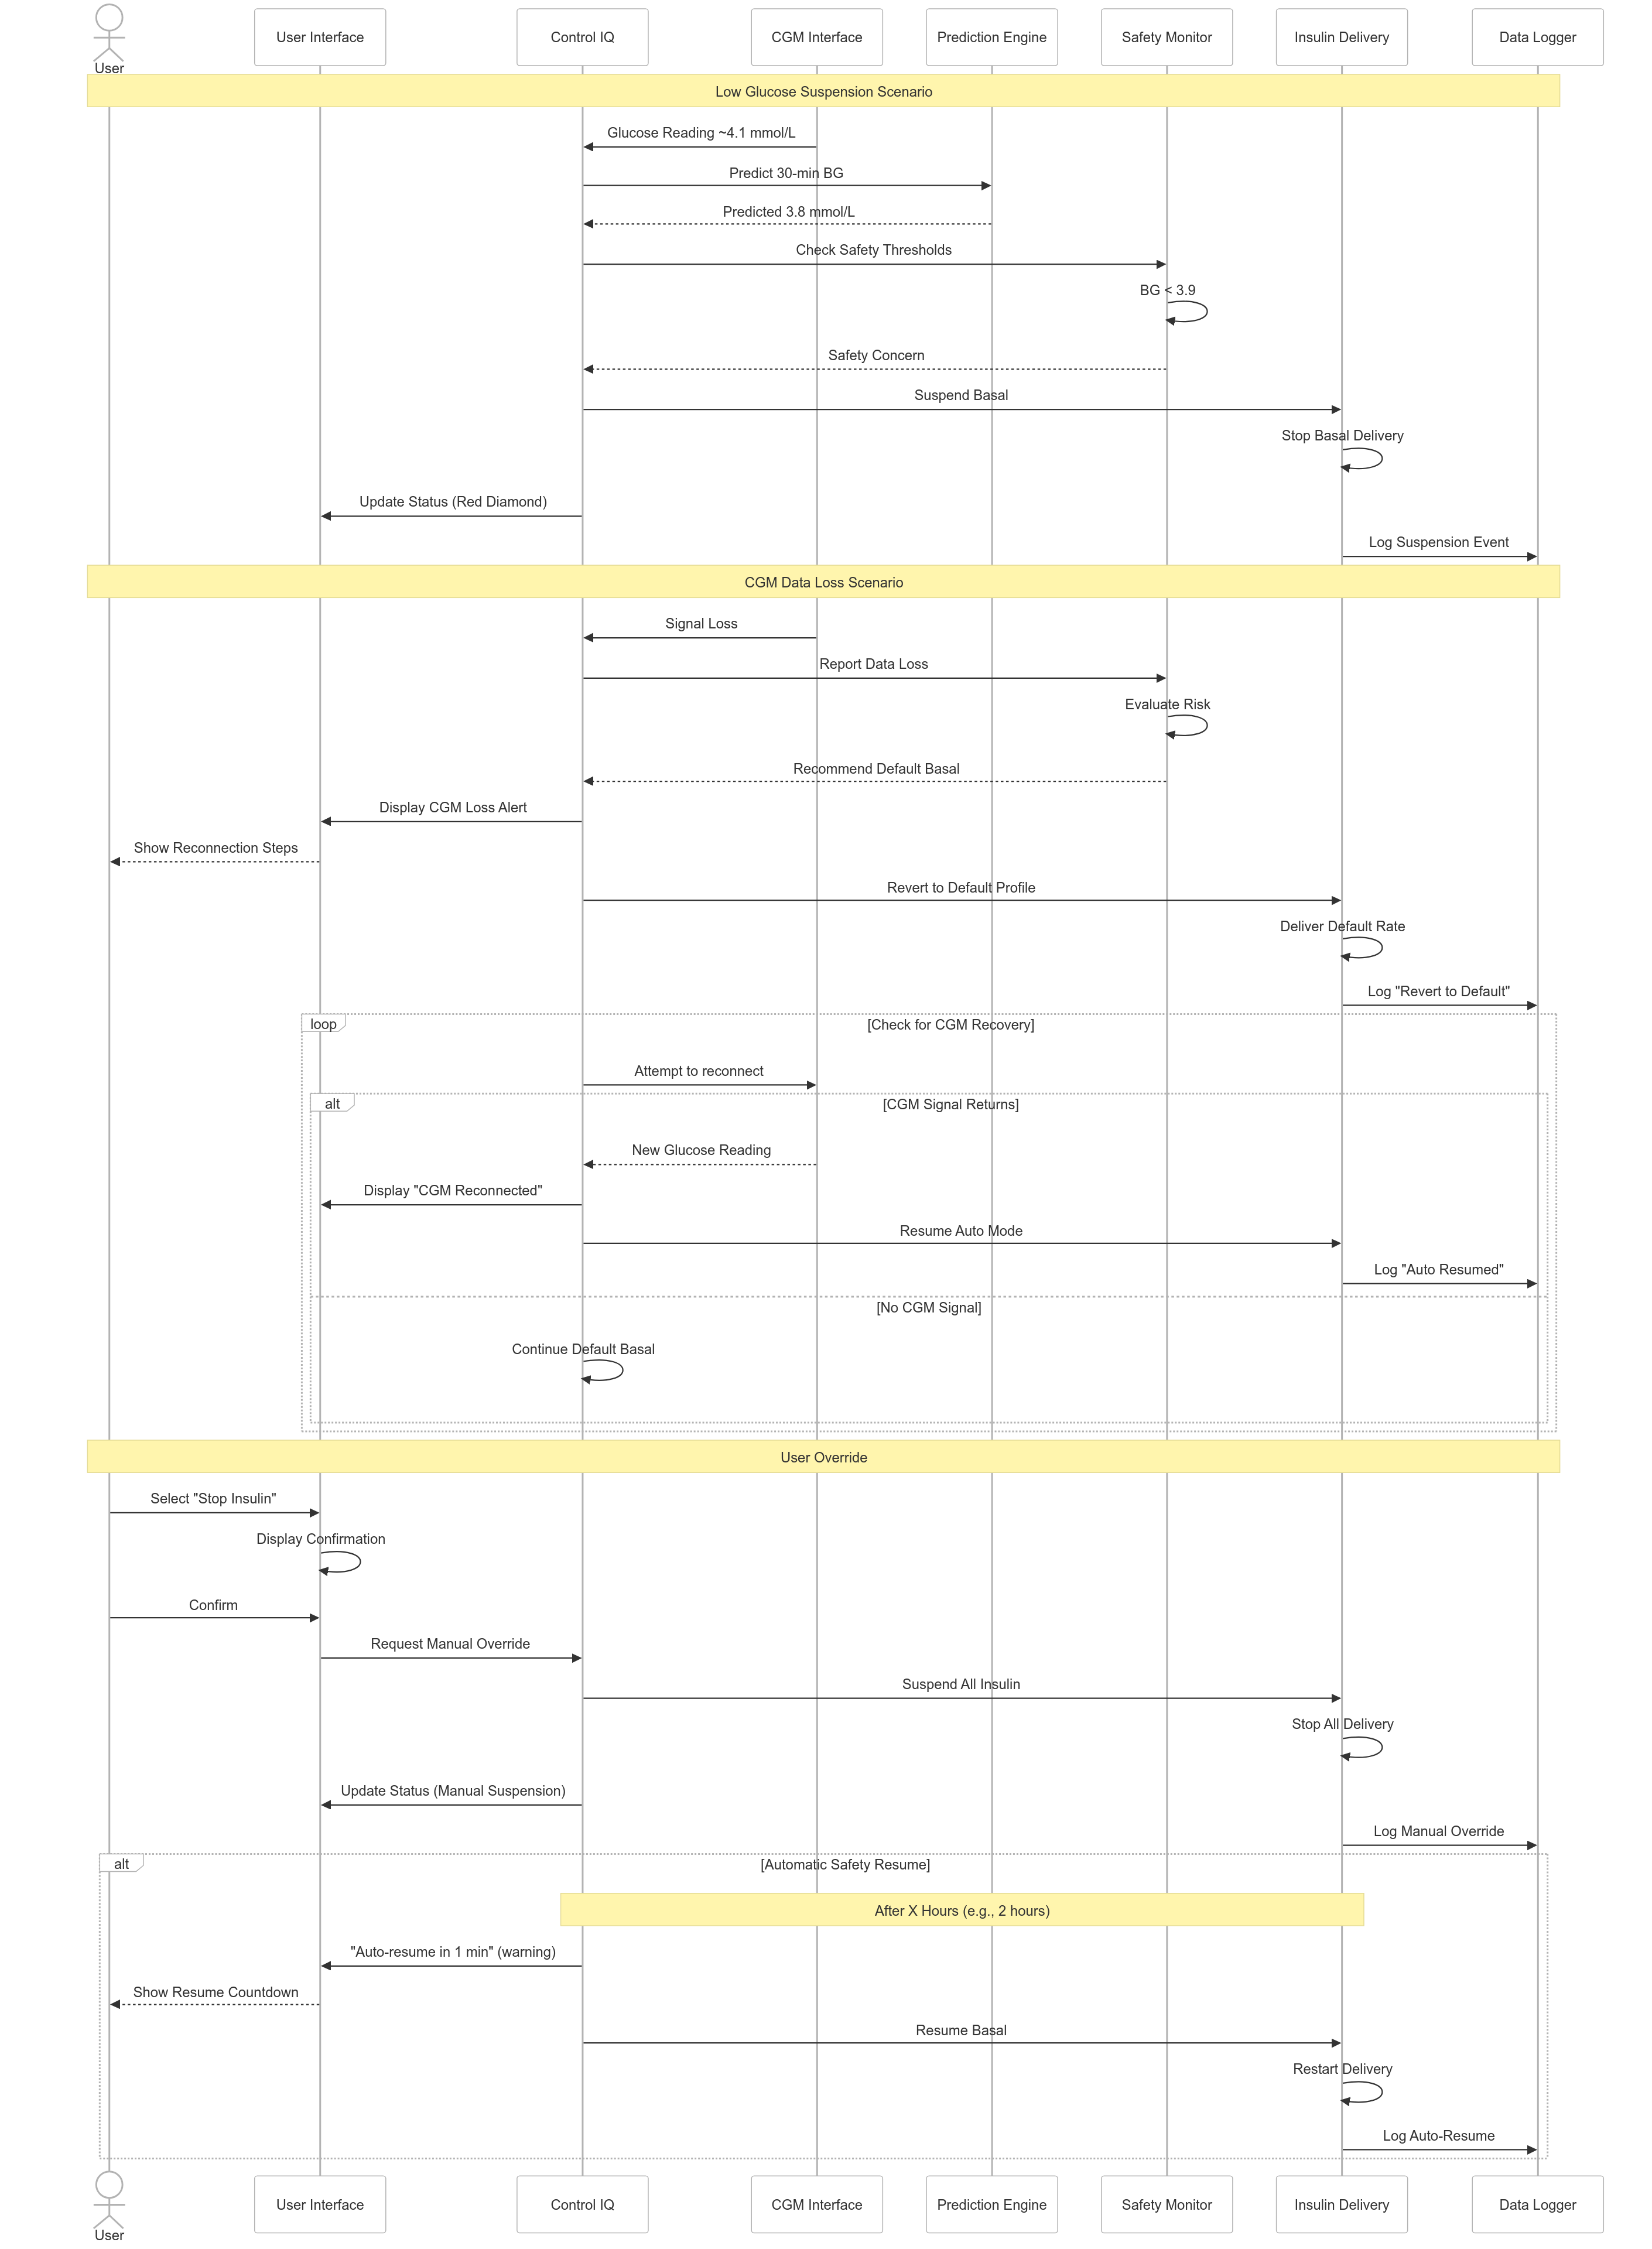 User
User Interface
Control IQ
CGM Interface
Prediction Engine
Safety Monitor
Insulin Delivery
Data Logger
Low Glucose Suspension Scenario
Glucose Reading ~4.1 mmol/L
Predict 30-min BG
Predicted 3.8 mmol/L
Check Safety Thresholds
BG < 3.9
Safety Concern
Suspend Basal
Stop Basal Delivery
Update Status (Red Diamond)
Log Suspension Event
CGM Data Loss Scenario
Signal Loss
Report Data Loss
Evaluate Risk
Recommend Default Basal
Display CGM Loss Alert
Show Reconnection Steps
Revert to Default Profile
Deliver Default Rate
Log "Revert to Default"
loop
[Check for CGM Recovery]
Attempt to reconnect
alt
[CGM Signal Returns]
New Glucose Reading
Display "CGM Reconnected"
Resume Auto Mode
Log "Auto Resumed"
[No CGM Signal]
Continue Default Basal
User Override
Select "Stop Insulin"
Display Confirmation
Confirm
Request Manual Override
Suspend All Insulin
Stop All Delivery
Update Status (Manual Suspension)
Log Manual Override
alt
[Automatic Safety Resume]
After X Hours (e.g., 2 hours)
"Auto-resume in 1 min" (warning)
Show Resume Countdown
Resume Basal
Restart Delivery
Log Auto-Resume
User
User Interface
Control IQ
CGM Interface
Prediction Engine
Safety Monitor
Insulin Delivery
Data Logger